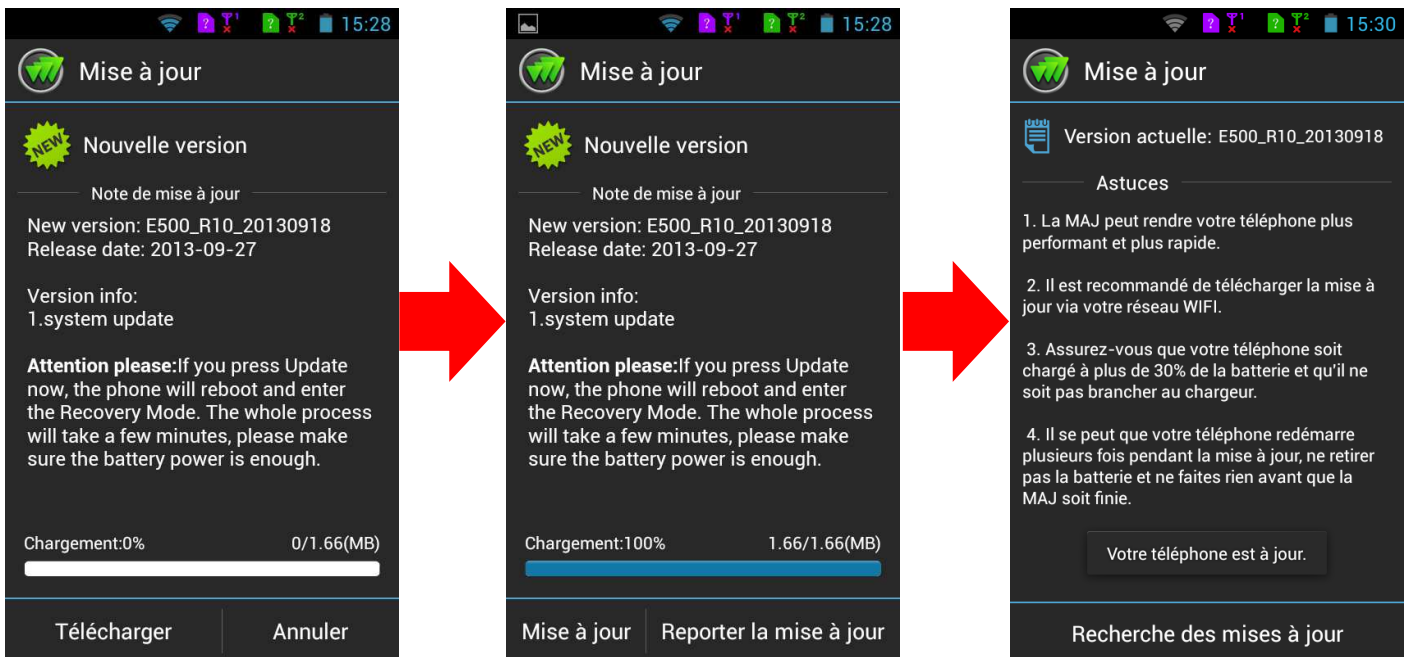 ? 1 ? 2 15:28
Mise à jour
NEW Nouvelle version
Note de mise à jour
New version: E500_R10_20130918
Release date: 2013-09-27
Version info:
1.system update
Attention please:If you press Update
now, the phone will reboot and enter
the Recovery Mode. The whole process
will take a few minutes, please make
sure the battery power is enough.
Chargement:0% 0/1.66(MB)
Télécharger Annuler
? 1 ? 2 15:28
Mise à jour
NEW Nouvelle version
Note de mise à jour
New version: E500_R10_20130918
Release date: 2013-09-27
Version info:
1.system update
Attention please:If you press Update
now, the phone will reboot and enter
the Recovery Mode. The whole process
will take a few minutes, please make
sure the battery power is enough.
Chargement:100% 1.66/1.66(MB)
Mise à jour Reporter la mise à jour
? 1 ? 2 15:30
Mise à jour
Version actuelle: E500_R10_20130918
Astuces
1. La MAJ peut rendre votre téléphone plus
performant et plus rapide.
2. Il est recommandé de télécharger la mise à
jour via votre réseau WIFI.
3. Assurez-vous que votre téléphone soit
chargé à plus de 30% de la batterie et qu'il ne
soit pas brancher au chargeur.
4. Il se peut que votre téléphone redémarre
plusieurs fois pendant la mise à jour, ne retirer
pas la batterie et ne faites rien avant que la
MAJ soit finie.
Votre téléphone est à jour.
Recherche des mises à jour